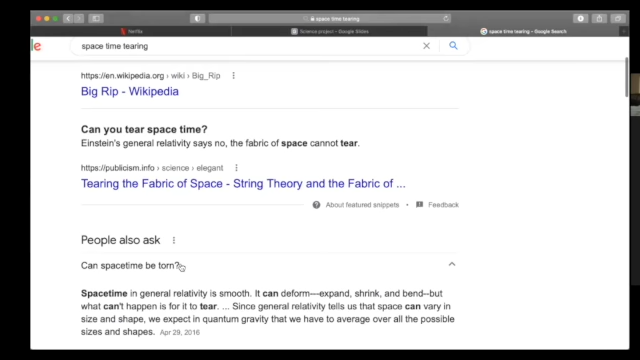 space time tearing
Netflix
Science project – Google Slides
space time tearing – Google Search
e
space time tearing
https://en.wikipedia.org › wiki › Big_Rip
Big Rip - Wikipedia
Can you tear space time?
Einstein's general relativity says no, the fabric of space cannot tear.
https://publicism.info › science › elegant
Tearing the Fabric of Space - String Theory and the Fabric of ...
About featured snippets • Feedback
People also ask
Can spacetime be torn?
Spacetime in general relativity is smooth. It can deform—expand, shrink, and bend--but
what can't happen is for it to tear. ... Since general relativity tells us that space can vary in
size and shape, we expect in quantum gravity that we have to average over all the possible
sizes and shapes. Apr 29, 2016